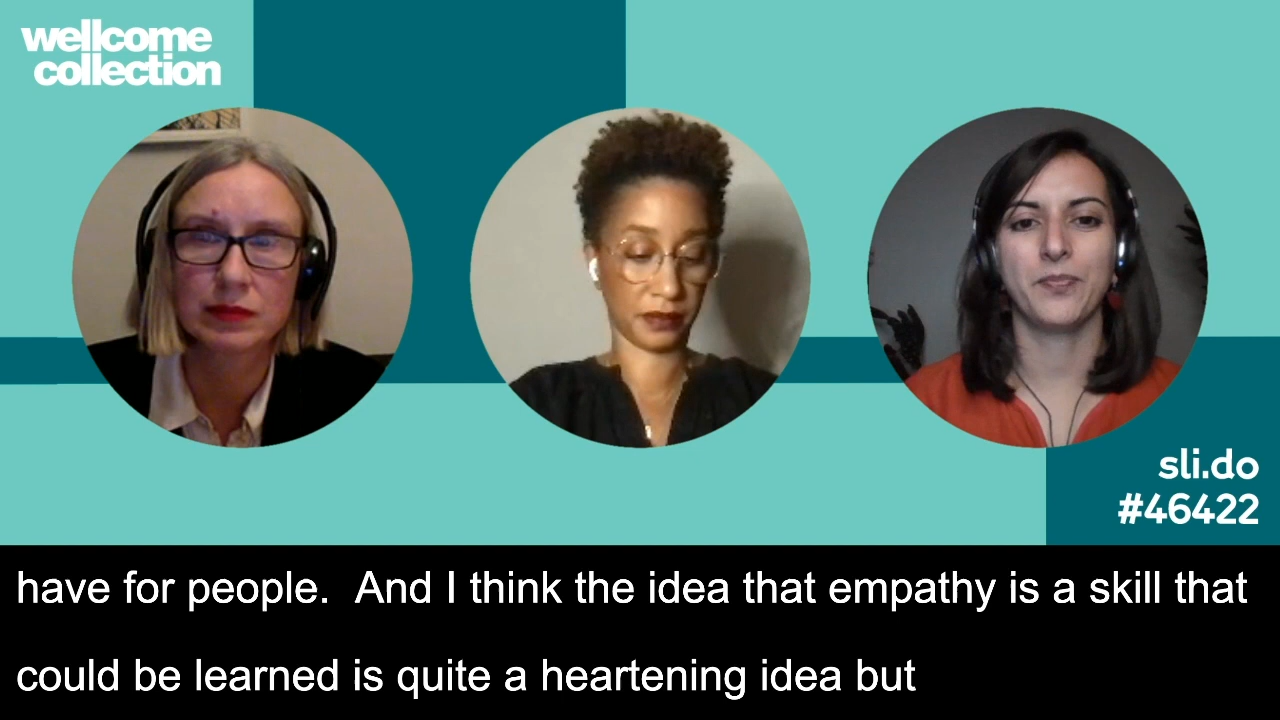 wellcome
collection
sli.do
#46422
have for people.  And I think the idea that empathy is a skill that
could be learned is quite a heartening idea but